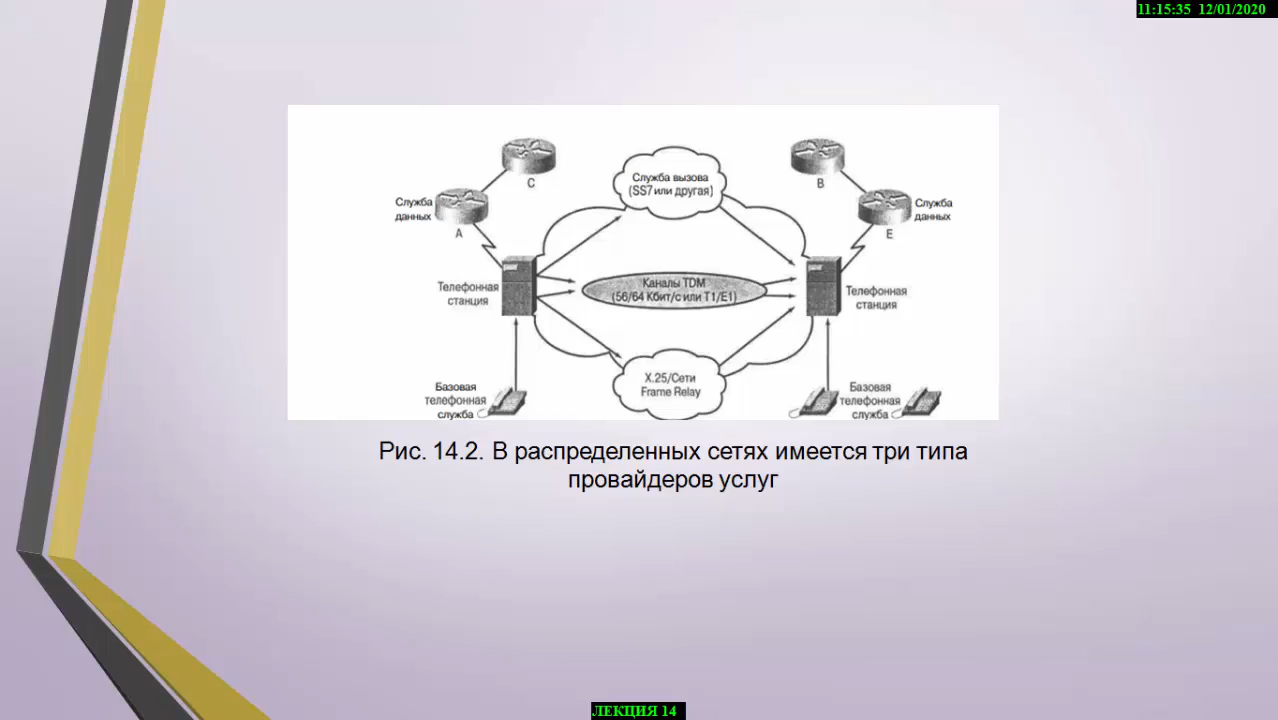 11:15:35 12/01/2020
C
Служба вызова
(SS7 или другая)
B
Служба
данных
A
Служба
данных
E
Телефонная
станция
Каналы TDM
(56/64 Кбит/с или T1/E1)
Телефонная
станция
Базовая
телефонная
служба
X.25/Сети
Frame Relay
Базовая
телефонная
служба
Рис. 14.2. В распределенных сетях имеется три типа
провайдеров услуг
ЛЕКЦИЯ 14